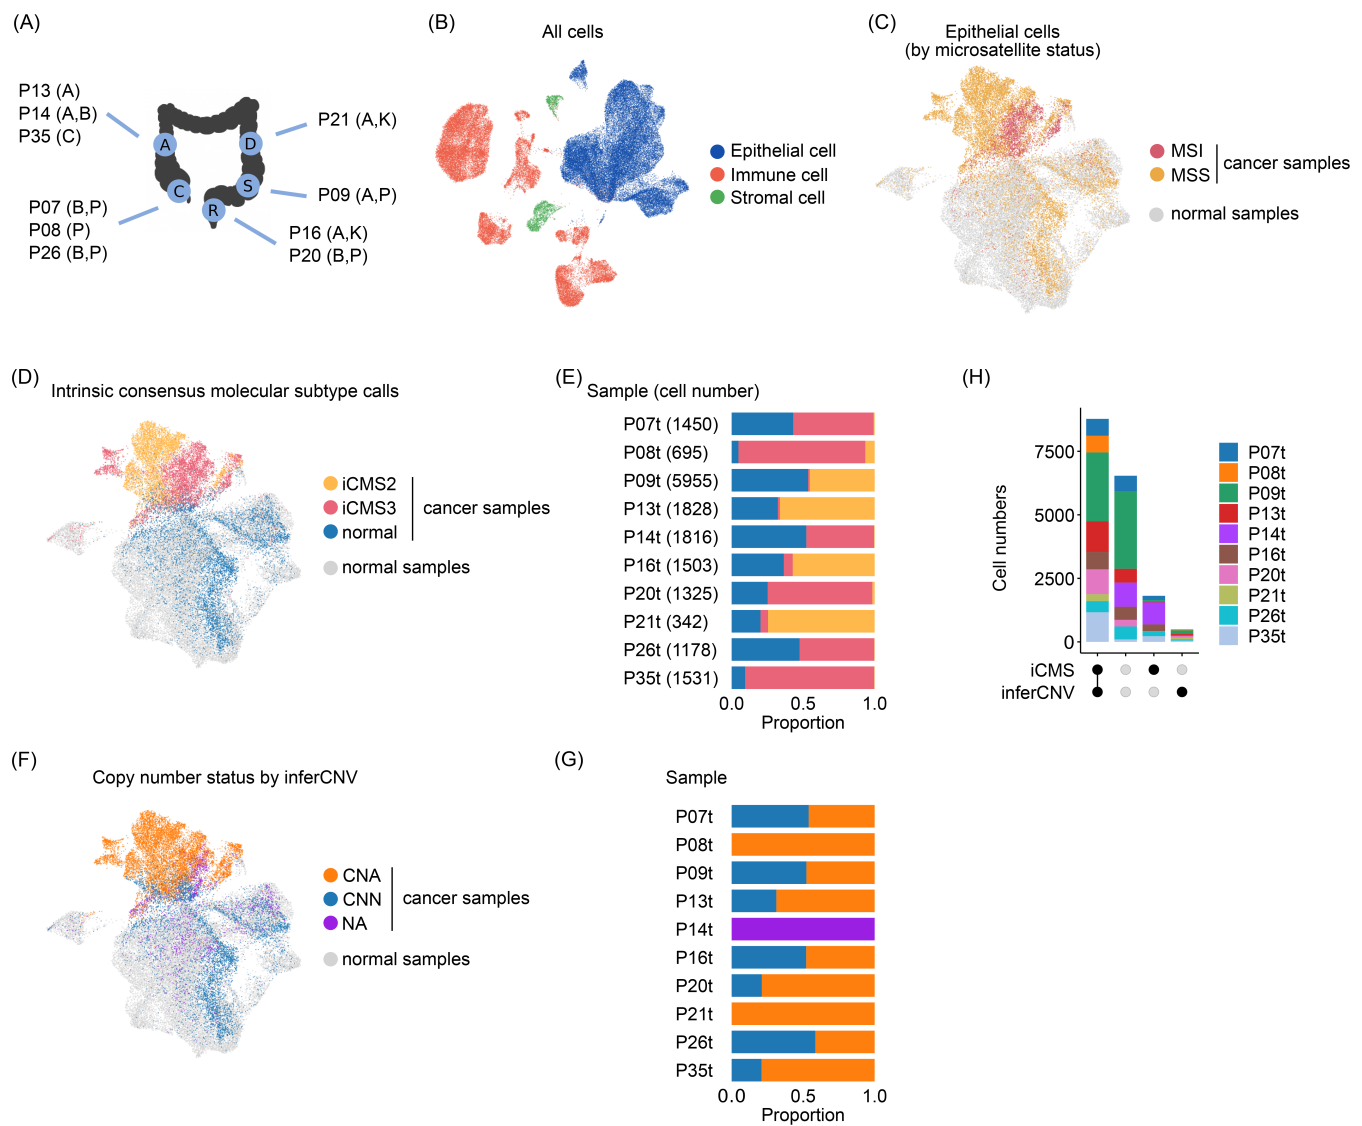 (A)
P13 (A)
P14 (A,B)
P35 (C)
P07 (B,P)
P08 (P)
P26 (B,P)
A
D
C
S
R
P21 (A,K)
P09 (A,P)
P16 (A,K)
P20 (B,P)
(B)
All cells
Epithelial cell
Immune cell
Stromal cell
(C)
Epithelial cells
(by microsatellite status)
MSI
MSS
cancer samples
normal samples
(D)
Intrinsic consensus molecular subtype calls
iCMS2
iCMS3
normal
cancer samples
normal samples
(E)
Sample (cell number)
P07t (1450)
P08t (695)
P09t (5955)
P13t (1828)
P14t (1816)
P16t (1503)
P20t (1325)
P21t (342)
P26t (1178)
P35t (1531)
0.0 0.5 1.0
Proportion
(H)
Cell numbers
7500
5000
2500
0
iCMS
inferCNV
P07t
P08t
P09t
P13t
P14t
P16t
P20t
P21t
P26t
P35t
(F)
Copy number status by inferCNV
CNA
CNN
NA
cancer samples
normal samples
(G)
Sample
P07t
P08t
P09t
P13t
P14t
P16t
P20t
P21t
P26t
P35t
0.0 0.5 1.0
Proportion